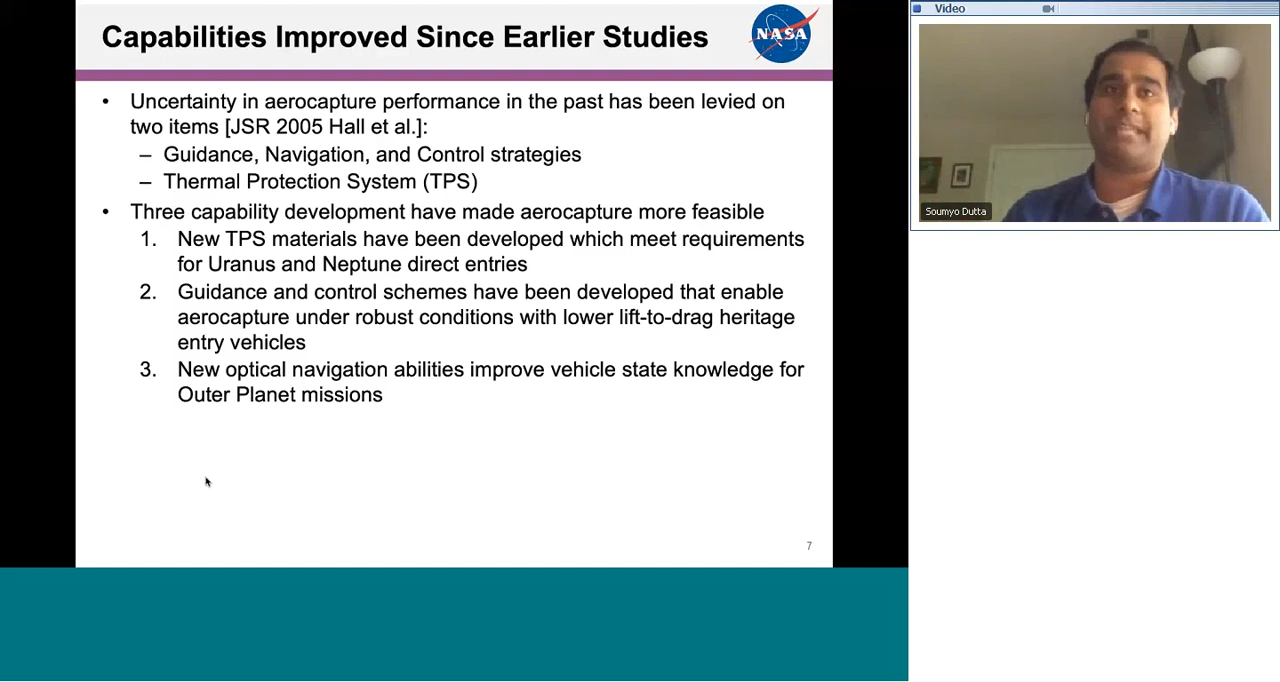 Capabilities Improved Since Earlier Studies
NASA
• Uncertainty in aerocapture performance in the past has been levied on
two items [JSR 2005 Hall et al.]:
– Guidance, Navigation, and Control strategies
– Thermal Protection System (TPS)
• Three capability development have made aerocapture more feasible
1. New TPS materials have been developed which meet requirements
for Uranus and Neptune direct entries
2. Guidance and control schemes have been developed that enable
aerocapture under robust conditions with lower lift-to-drag heritage
entry vehicles
3. New optical navigation abilities improve vehicle state knowledge for
Outer Planet missions
7
Video
Soumyo Dutta